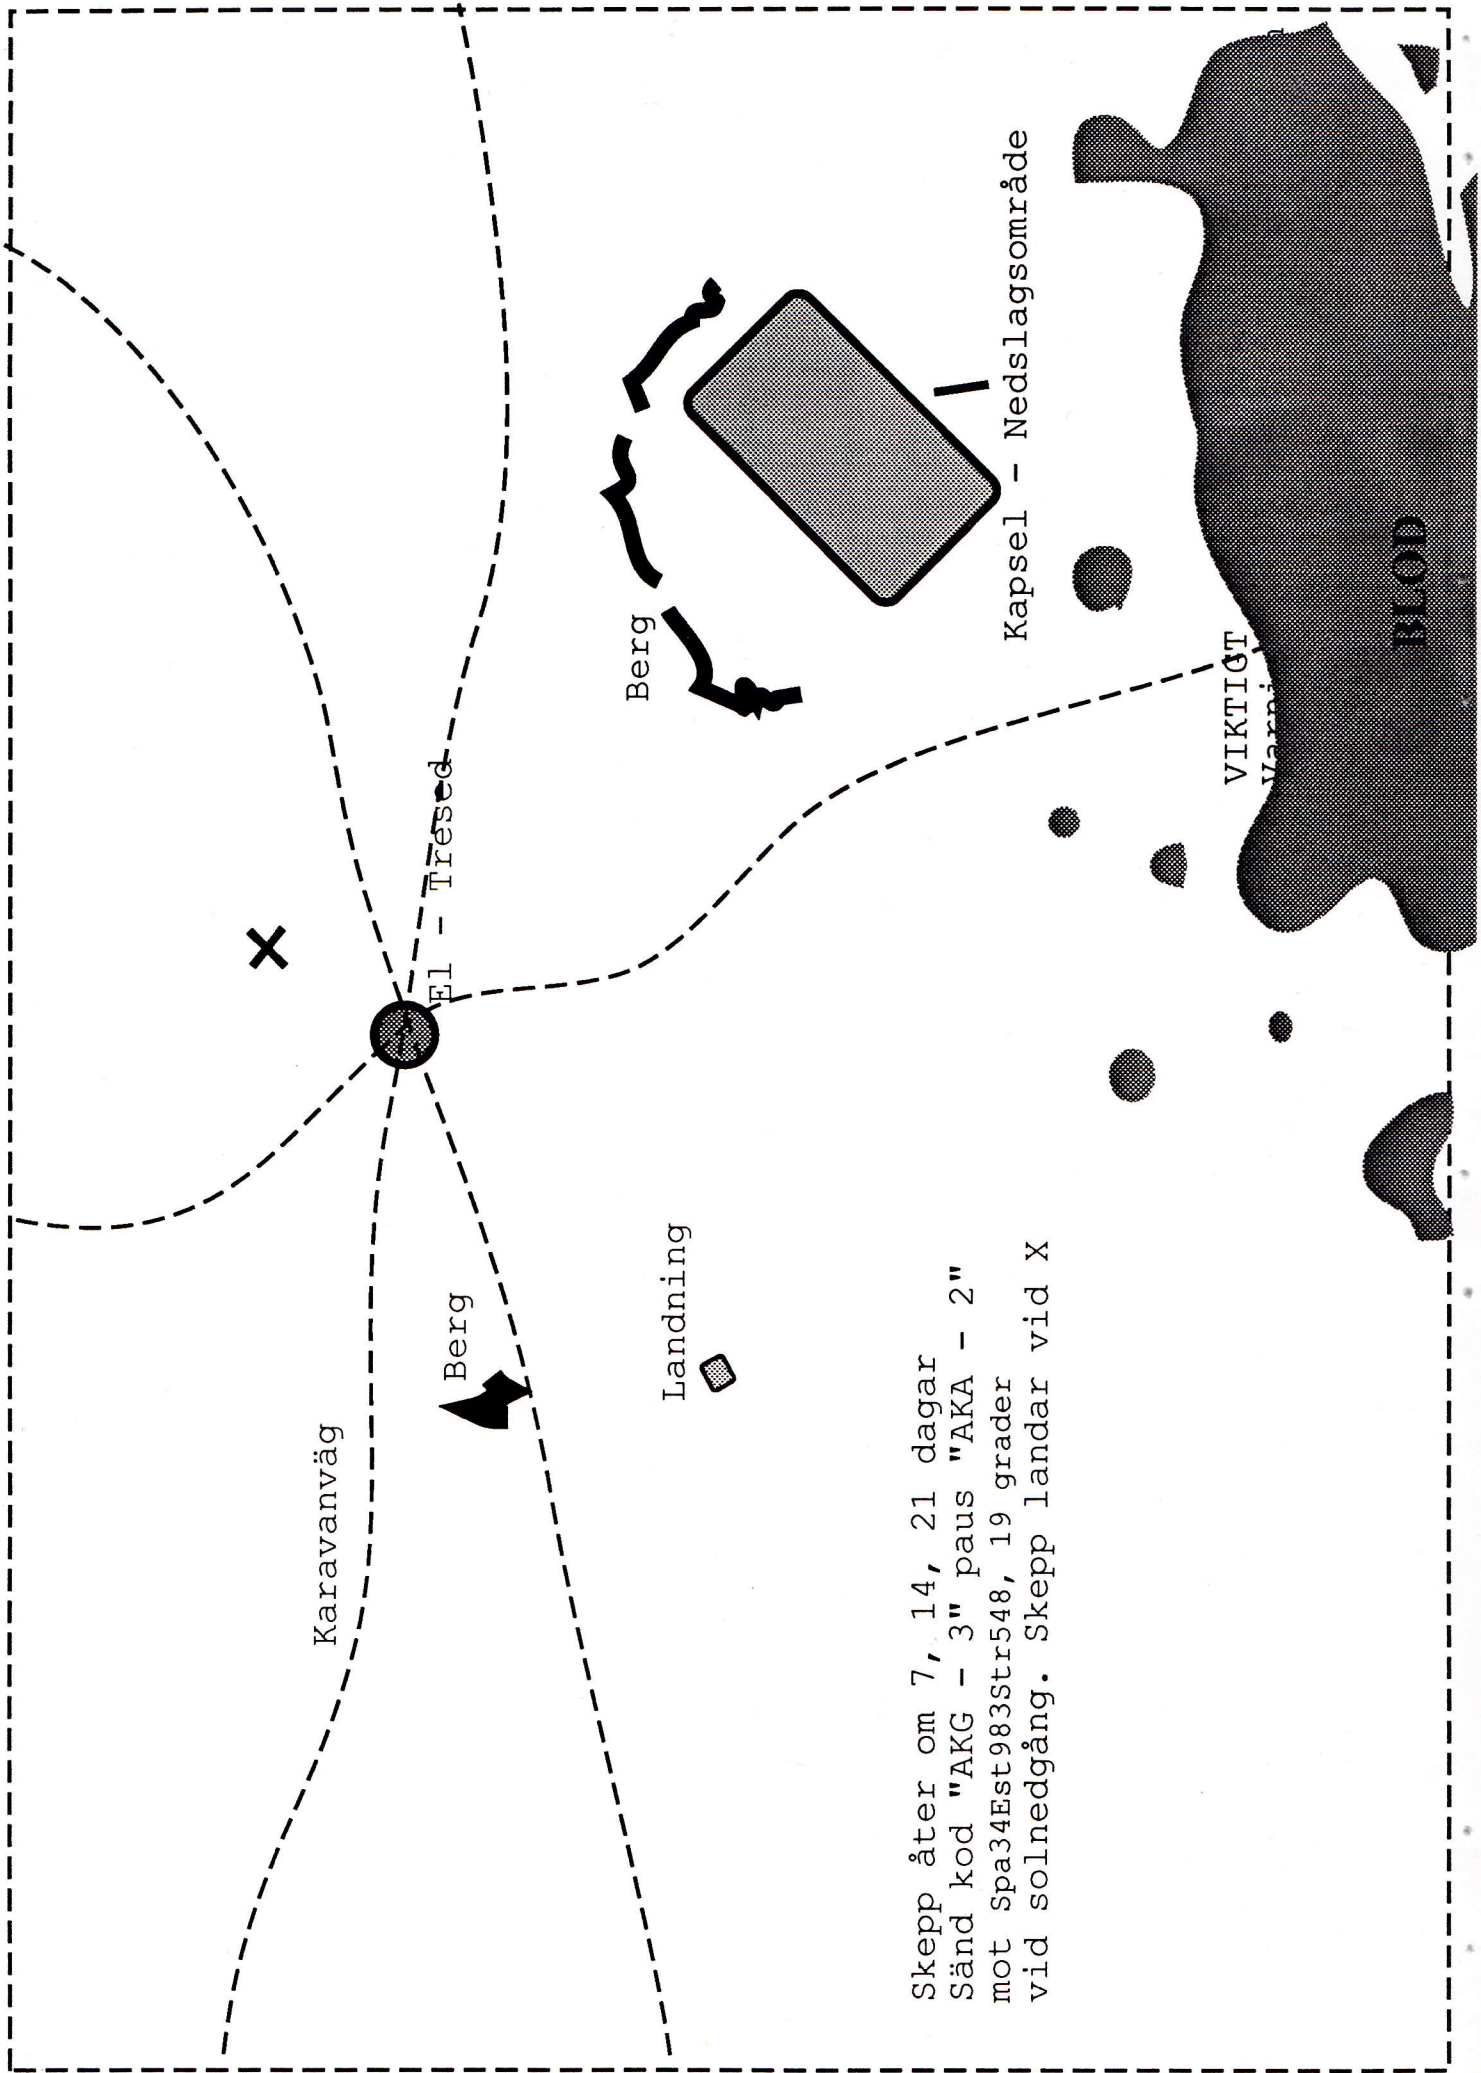 Karavanväg
El - Tresed
Berg
Berg
Landning
Kapsel - Nedslagsområde
Skepp åter om 7, 14, 21 dagar
Sänd kod "AKG - 3" paus "AKA - 2"
mot Spa34Est983Str548, 19 grader
vid solnedgång. Skepp landar vid X
VIKTIGT
Varni
BLOD